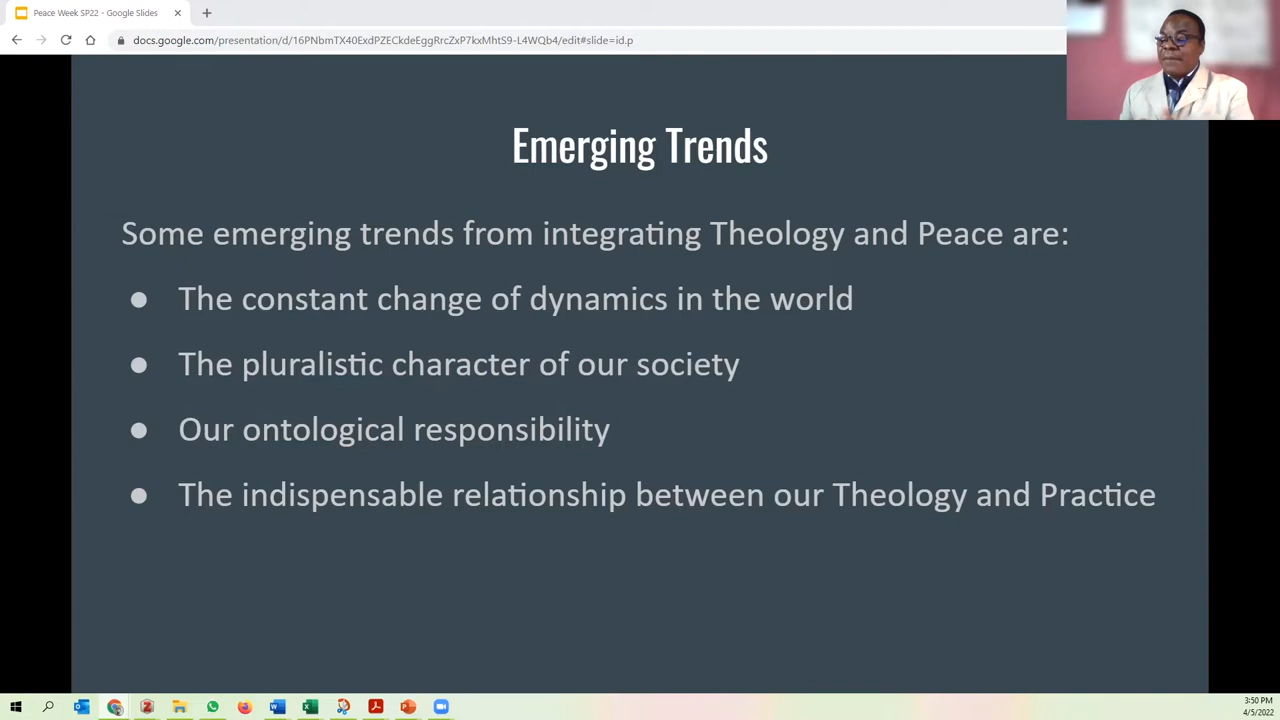 Peace Week SP22 - Google Slides
docs.google.com/presentation/d/16PNbmTX40ExdPZECkdeEggRrcZxP7kxMhtS9-L4WQb4/edit#slide=id.p
Emerging Trends
Some emerging trends from integrating Theology and Peace are:
● The constant change of dynamics in the world
● The pluralistic character of our society
● Our ontological responsibility
● The indispensable relationship between our Theology and Practice
3:50 PM
4/5/2022